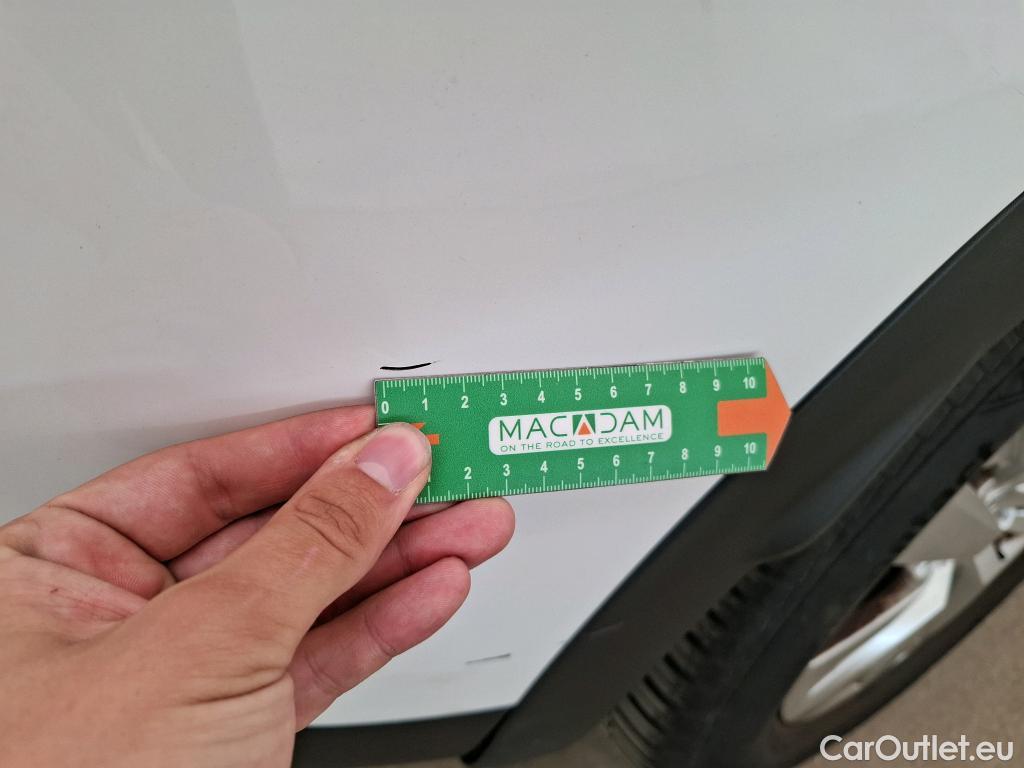 0 1 2 3 4 5 6 7 8 9 10
MACADAM
ON THE ROAD TO EXCELLENCE
2 3 4 5 6 7 8 9 10
CarOutlet.eu